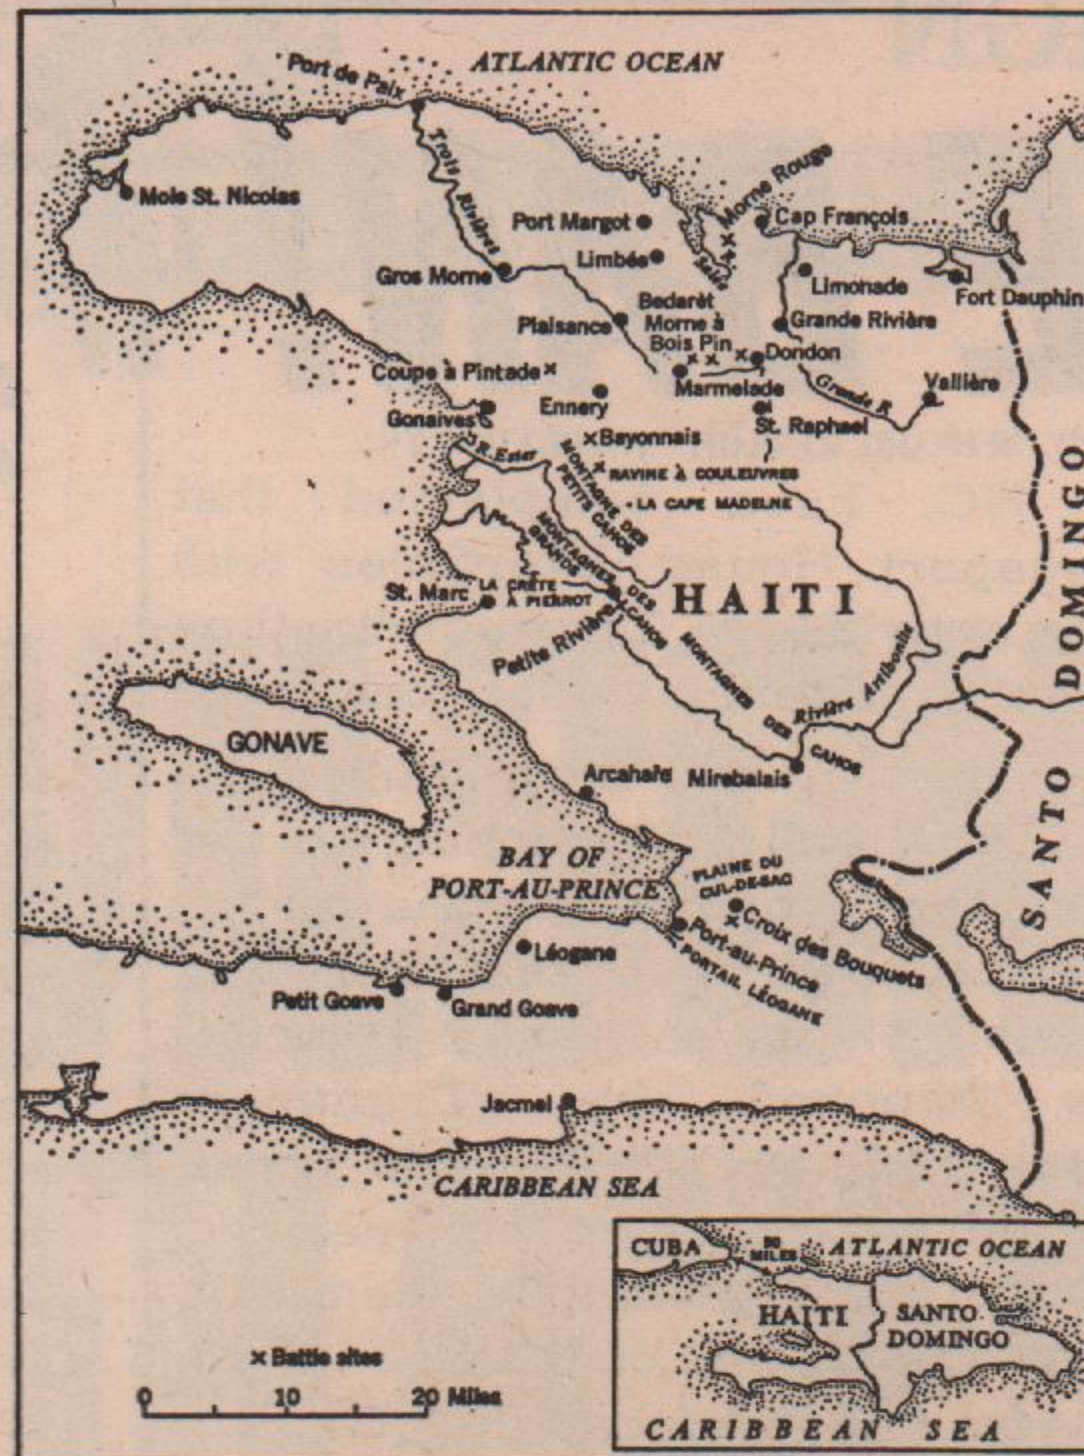 ATLANTIC OCEAN
Port de Paix
Trois Rivières
Mole St. Nicolas
Morne Rouge
Port Margot
Cap François
Limbée
Salée
Gros Morne
Limonade
Fort Dauphin
Bedarèt
Plaisance
Morne à
Bois Pin
Grande Rivière
Dondon
Coupe à Pintade ×
Marmelade
Grande R
Vallière
Ennery
Gonaives
St. Raphael
× Bayonnais
R. Ester
RAVINE À COULEUVRES
MONTAGNE DES
PETITS CAHOS
LA CAPE MADELNE
MONTAGNES DES
GRANDS CAHOS
HAITI
St. Marc
LA CRÊTE
À PIERROT
Petite Rivière
MONTAGNES DES CAHOS
Rivière Artibonite
SANTO DOMINGO
GONAVE
Arcahaie
Mirebalais
BAY OF
PORT-AU-PRINCE
PLAINE DU
CUL-DE-SAC
Croix des Bouquets
Port-au-Prince
PORTAIL LÉOGANE
Léogane
Petit Goave
Grand Goave
Jacmel
CARIBBEAN SEA
CUBA
50
MILES
ATLANTIC OCEAN
HAITI
SANTO
DOMINGO
CARIBBEAN SEA
× Battle sites
0 10 20 Miles